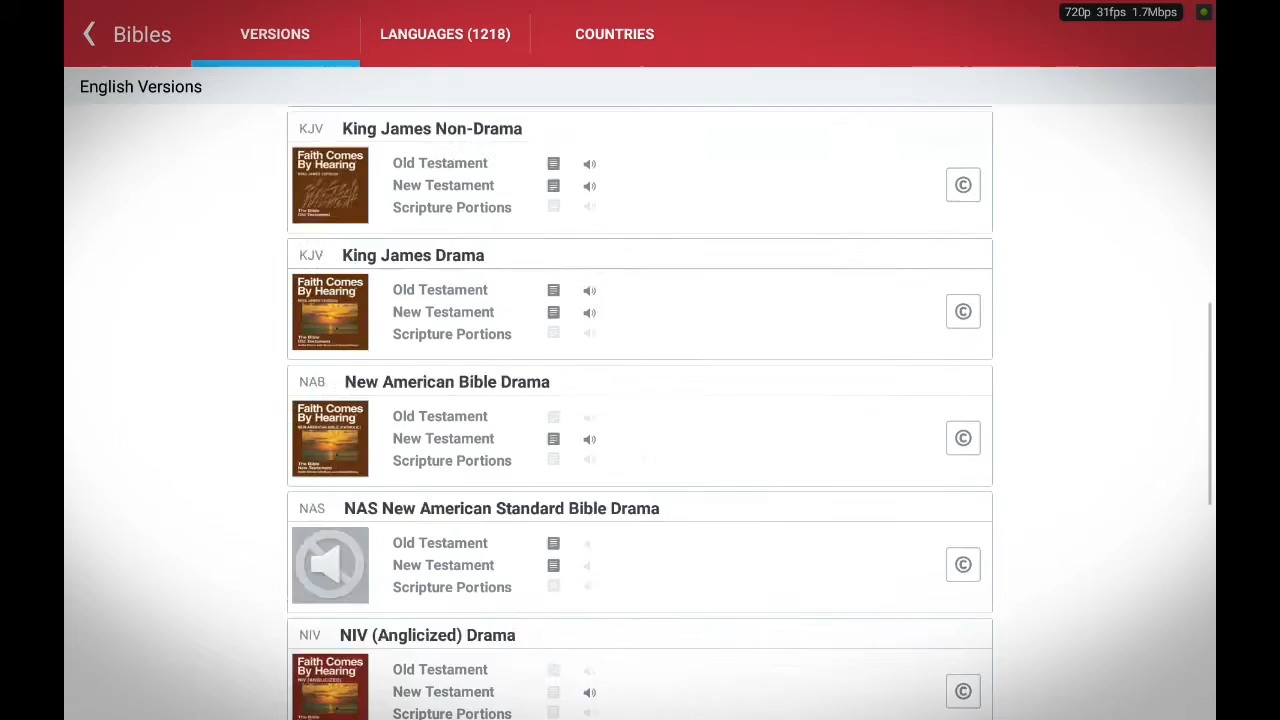 720p 31fps 1.7Mbps
Bibles
VERSIONS
LANGUAGES (1218)
COUNTRIES
English Versions
KJV King James Non-Drama
Faith Comes
By Hearing
Old Testament
New Testament
Scripture Portions
©
KJV King James Drama
Faith Comes
By Hearing
Old Testament
New Testament
Scripture Portions
©
NAB New American Bible Drama
Faith Comes
By Hearing
Old Testament
New Testament
Scripture Portions
©
NAS NAS New American Standard Bible Drama
Old Testament
New Testament
Scripture Portions
©
NIV NIV (Anglicized) Drama
Faith Comes
By Hearing
Old Testament
New Testament
Scripture Portions
©